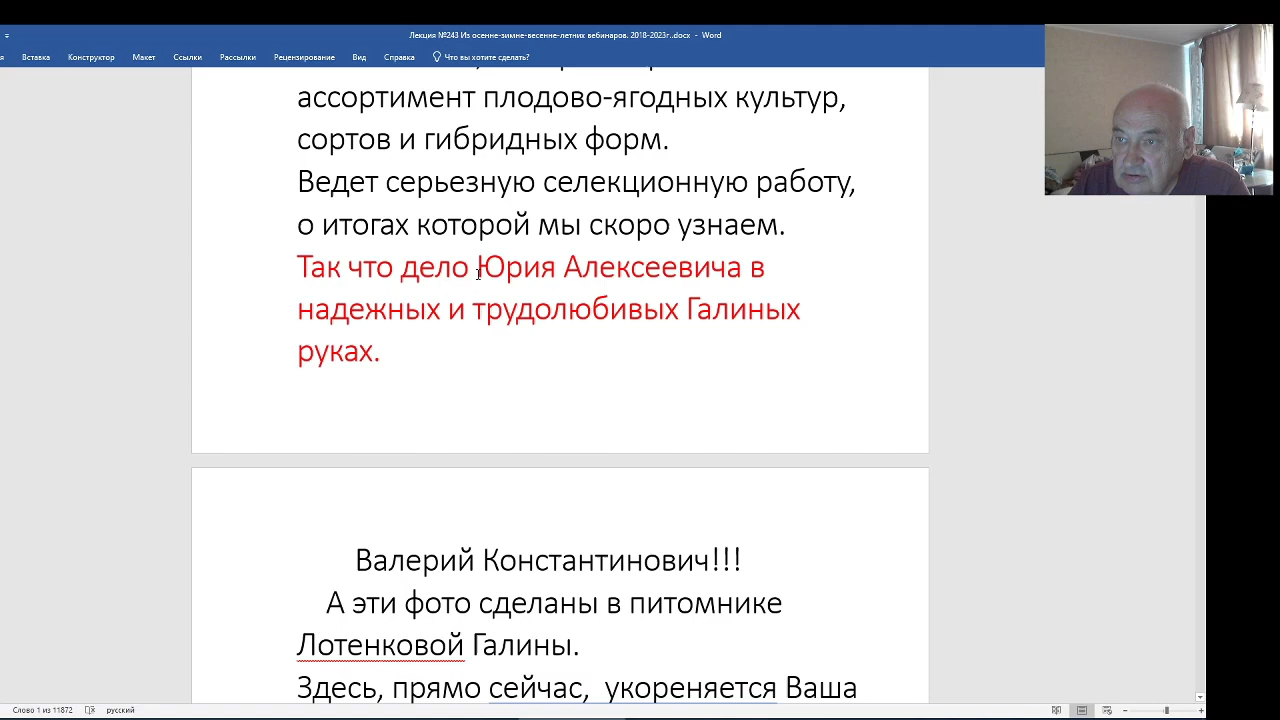 Лекция №243 Из осенне-зимне-весенне-летних вебинаров. 2018-2023г..docx - Word
Вставка Конструктор Макет Ссылки Рассылки Рецензирование Вид Справка Что вы хотите сделать?
ассортимент плодово-ягодных культур,
сортов и гибридных форм.
Ведет серьезную селекционную работу,
о итогах которой мы скоро узнаем.
Так что дело Юрия Алексеевича в
надежных и трудолюбивых Галиных
руках.
Валерий Константинович!!!
А эти фото сделаны в питомнике
Лотенковой Галины.
Здесь, прямо сейчас, укореняется Ваша
Слово 1 из 11872 русский